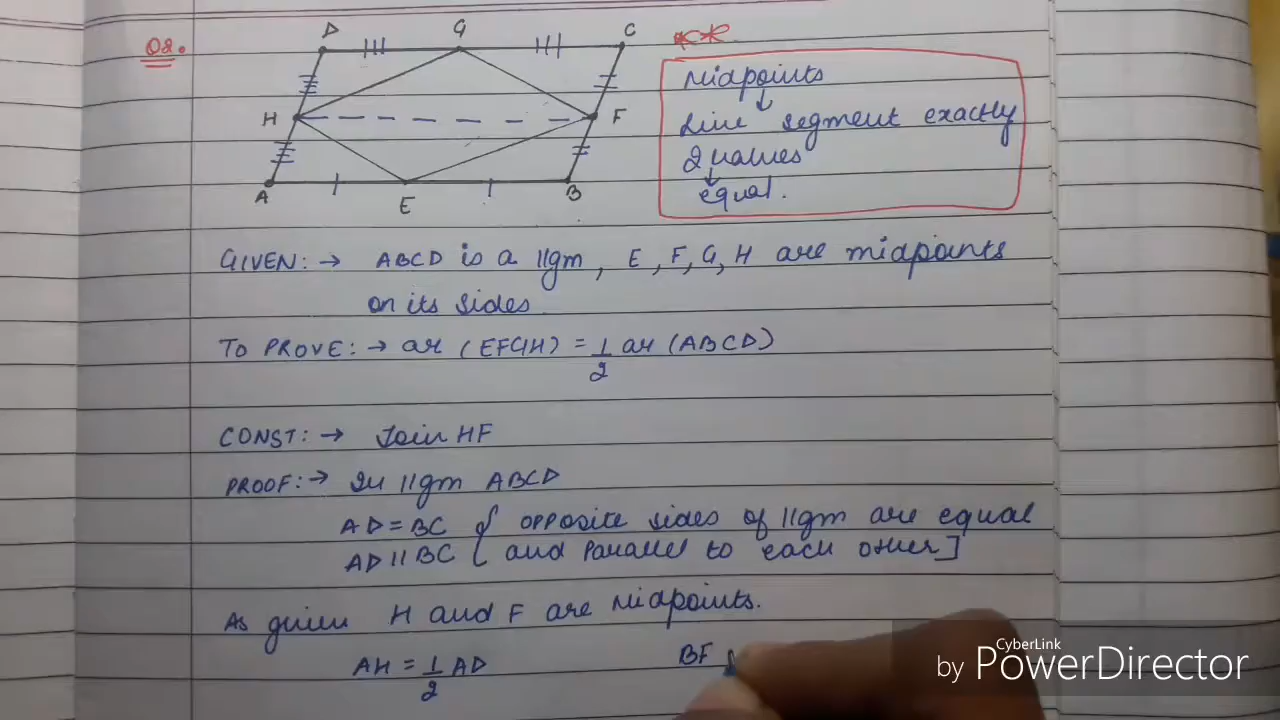 Q2.
D G C
H F
A E B
Midpoints
↓
Line segment exactly
2 values
↓
equal.
GIVEN:→ ABCD is a ||gm, E, F, G, H are midpoints
on its sides
TO PROVE:→ ar (EFGH) = 1/2 ar (ABCD)
CONST:→ Join HF
PROOF:→ In ||gm ABCD
AD = BC [ opposite sides of ||gm are equal
AD || BC [ and Parallel to each other ]
As given H and F are Midpoints.
AH = 1/2 AD BF
CyberLink
by PowerDirector